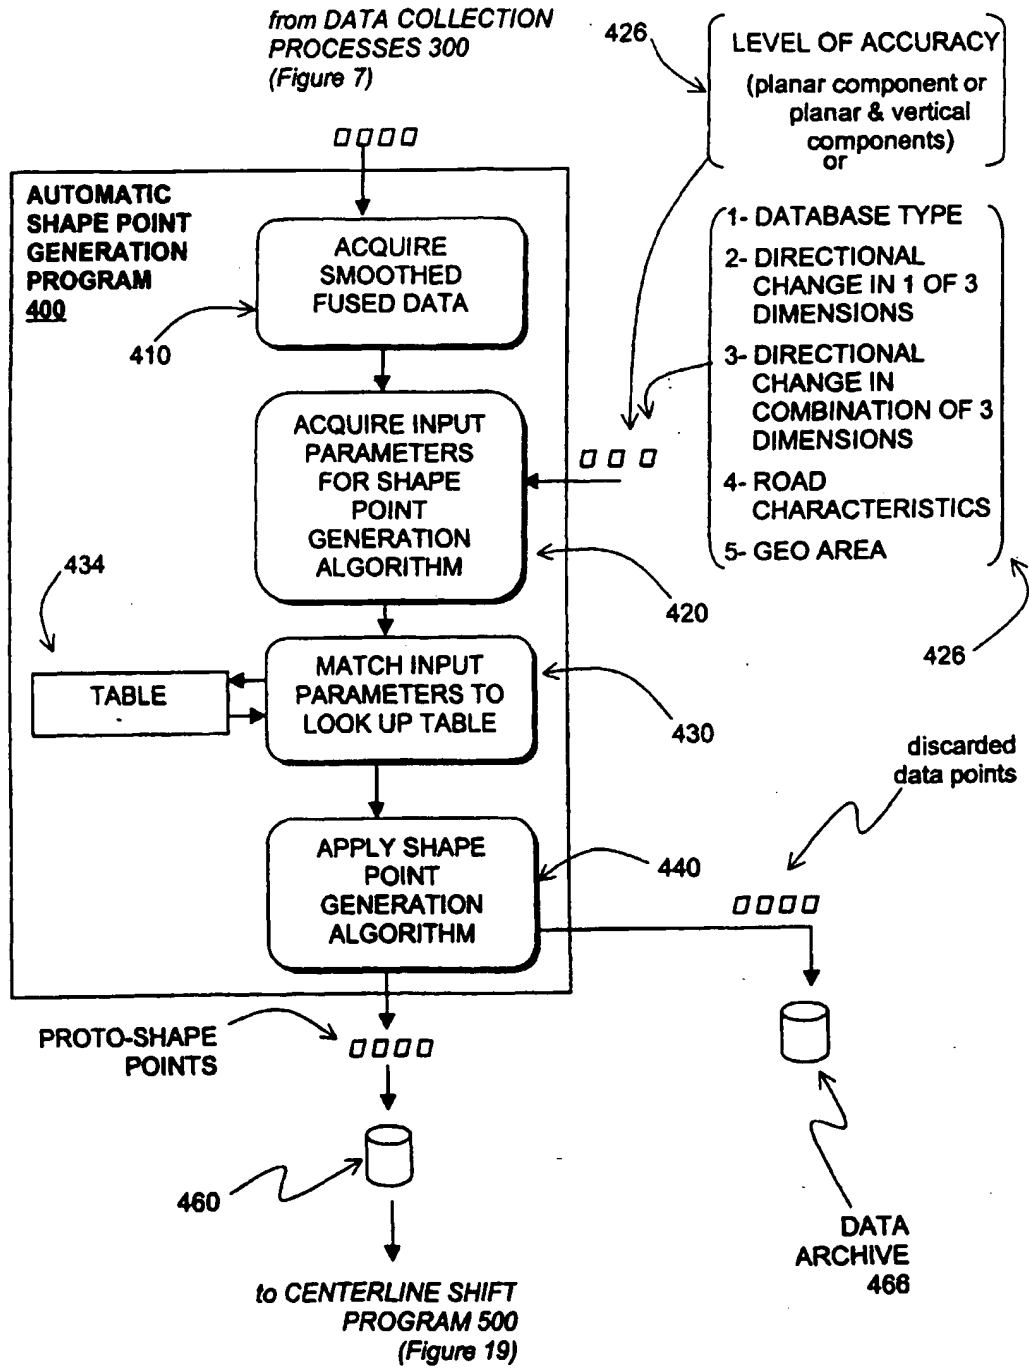 from DATA COLLECTION
PROCESSES 300
(Figure 7)
426
LEVEL OF ACCURACY
(planar component or
planar & vertical
components)
or
AUTOMATIC
SHAPE POINT
GENERATION
PROGRAM
400
ACQUIRE
SMOOTHED
FUSED DATA
410
1- DATABASE TYPE
2- DIRECTIONAL
CHANGE IN 1 OF 3
DIMENSIONS
3- DIRECTIONAL
CHANGE IN
COMBINATION OF 3
DIMENSIONS
4- ROAD
CHARACTERISTICS
5- GEO AREA
426
ACQUIRE INPUT
PARAMETERS
FOR SHAPE
POINT
GENERATION
ALGORITHM
420
434
TABLE
MATCH INPUT
PARAMETERS TO
LOOK UP TABLE
430
discarded
data points
APPLY SHAPE
POINT
GENERATION
ALGORITHM
440
PROTO-SHAPE
POINTS
460
DATA
ARCHIVE
466
to CENTERLINE SHIFT
PROGRAM 500
(Figure 19)